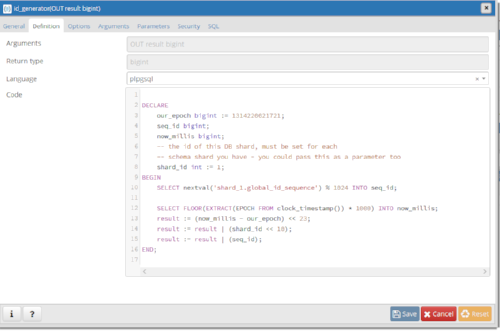 id_generator(OUT result bigint)
General Definition Options Arguments Parameters Security SQL
Arguments OUT result bigint
Return type bigint
Language plpgsql
Code
1
2 DECLARE
3 our_epoch bigint := 1314220021721;
4 seq_id bigint;
5 now_millis bigint;
6 -- the id of this DB shard, must be set for each
7 -- schema shard you have - you could pass this as a parameter too
8 shard_id int := 1;
9 BEGIN
10 SELECT nextval('shard_1.global_id_sequence') % 1024 INTO seq_id;
11
12 SELECT FLOOR(EXTRACT(EPOCH FROM clock_timestamp()) * 1000) INTO now_millis;
13 result := (now_millis - our_epoch) << 23;
14 result := result | (shard_id << 10);
15 result := result | (seq_id);
16 END;
17
i ? Save Cancel Reset